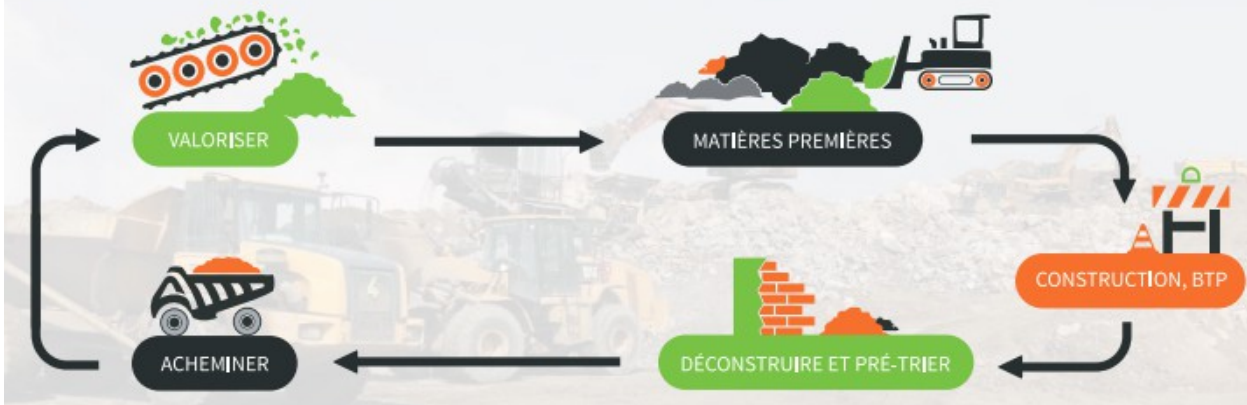 VALORISER
MATIÈRES PREMIÈRES
CONSTRUCTION, BTP
DÉCONSTRUIRE ET PRÉ-TRIER
ACHEMINER